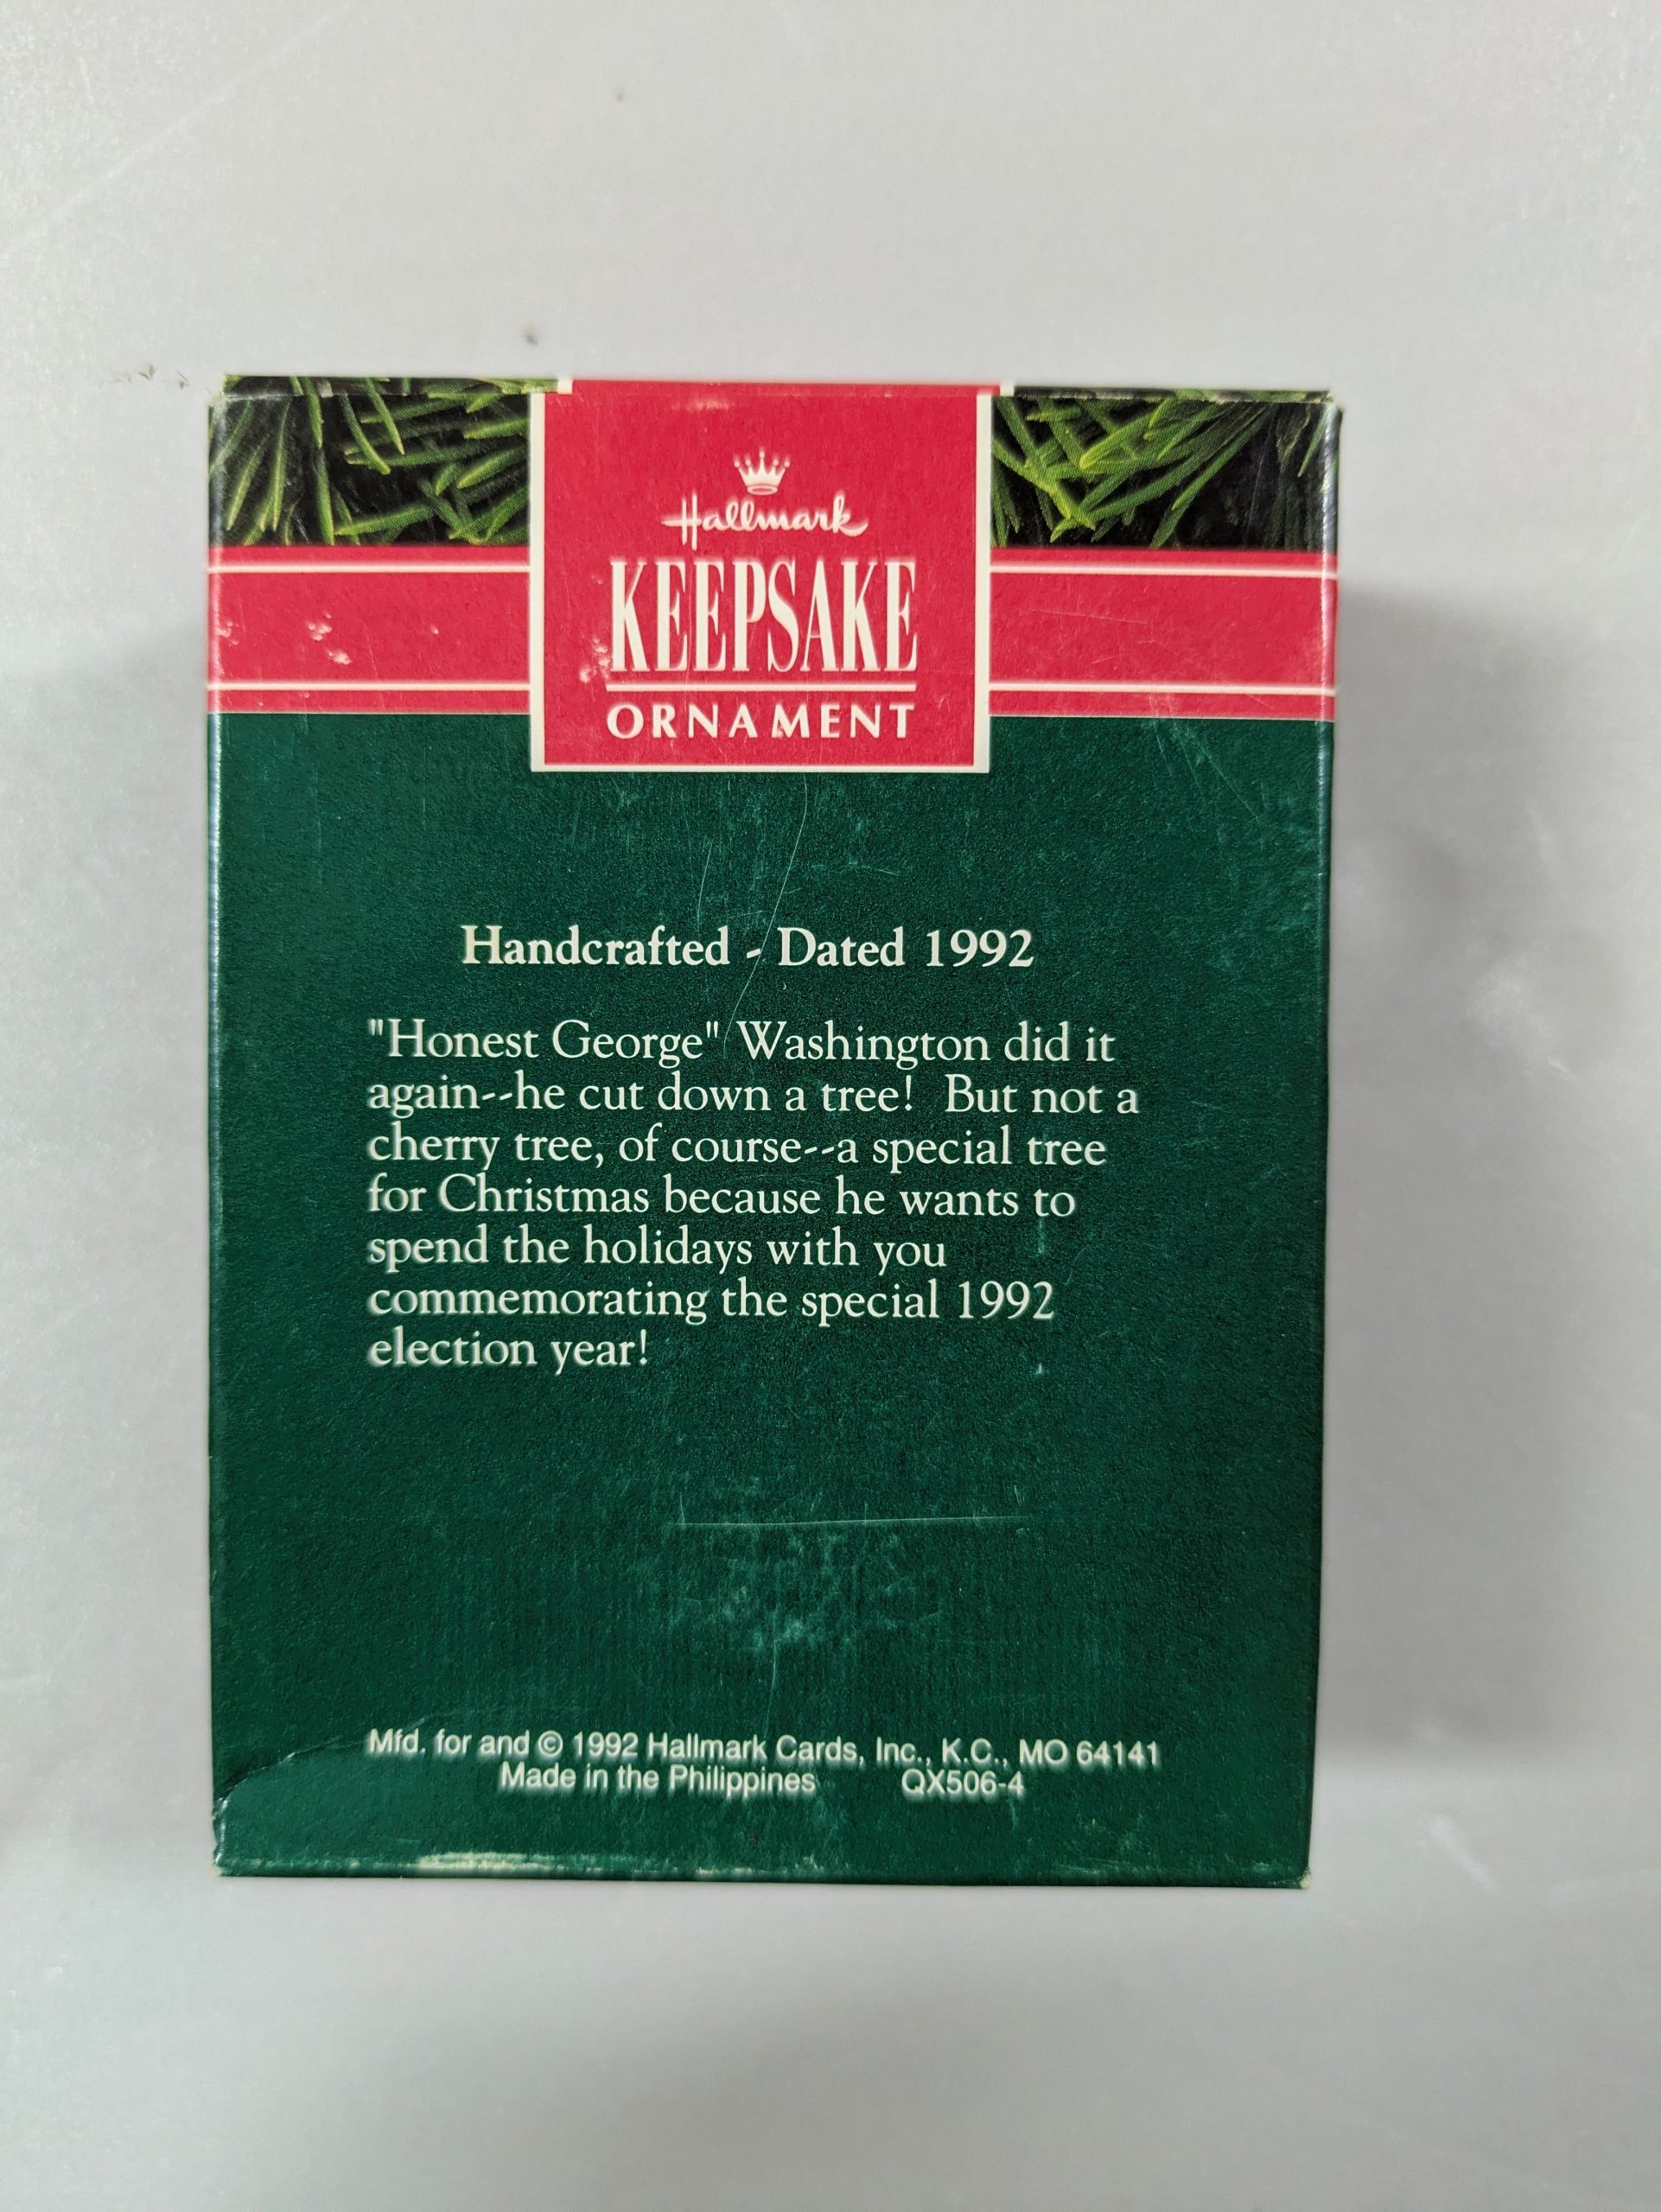 Hallmark
KEEPSAKE
ORNAMENT
Handcrafted - Dated 1992
"Honest George" Washington did it
again--he cut down a tree!  But not a
cherry tree, of course--a special tree
for Christmas because he wants to
spend the holidays with you
commemorating the special 1992
election year!
Mfd. for and © 1992 Hallmark Cards, Inc., K.C., MO 64141
Made in the Philippines QX506-4